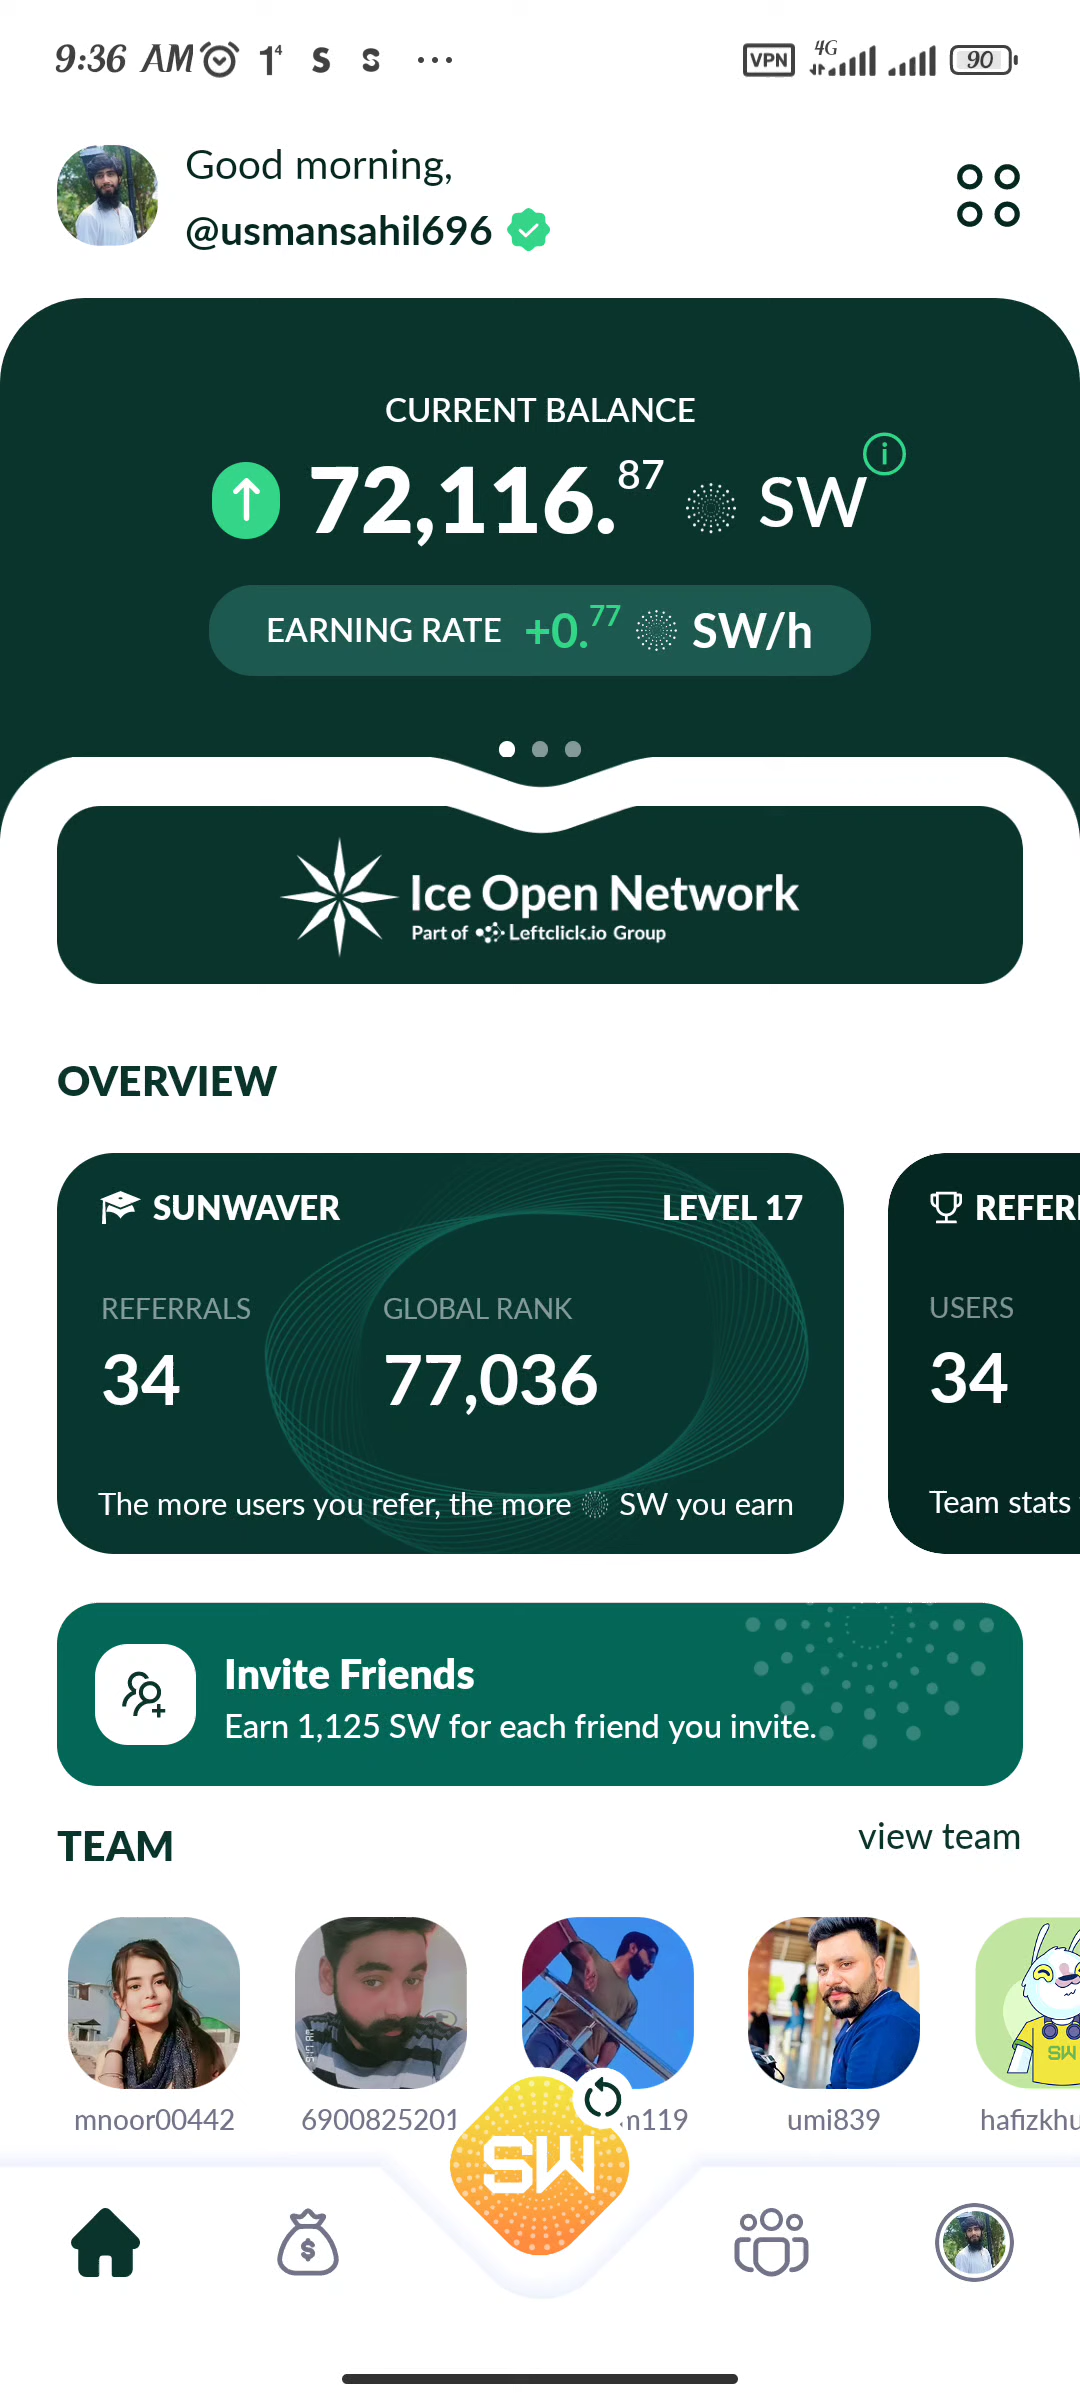 9:36 AM 1⁴ S S ...
VPN 4G 90
Good morning,
@usmansahil696
CURRENT BALANCE
72,116.87 SW
EARNING RATE +0.77 SW/h
Ice Open Network
Part of Leftclick.io Group
OVERVIEW
SUNWAVER LEVEL 17
REFERRALS GLOBAL RANK
34 77,036
The more users you refer, the more SW you earn
USERS
34
Team stats
Invite Friends
Earn 1,125 SW for each friend you invite.
TEAM view team
SW
mnoor00442 6900825201 n119 umi839 hafizkhu
SW
$